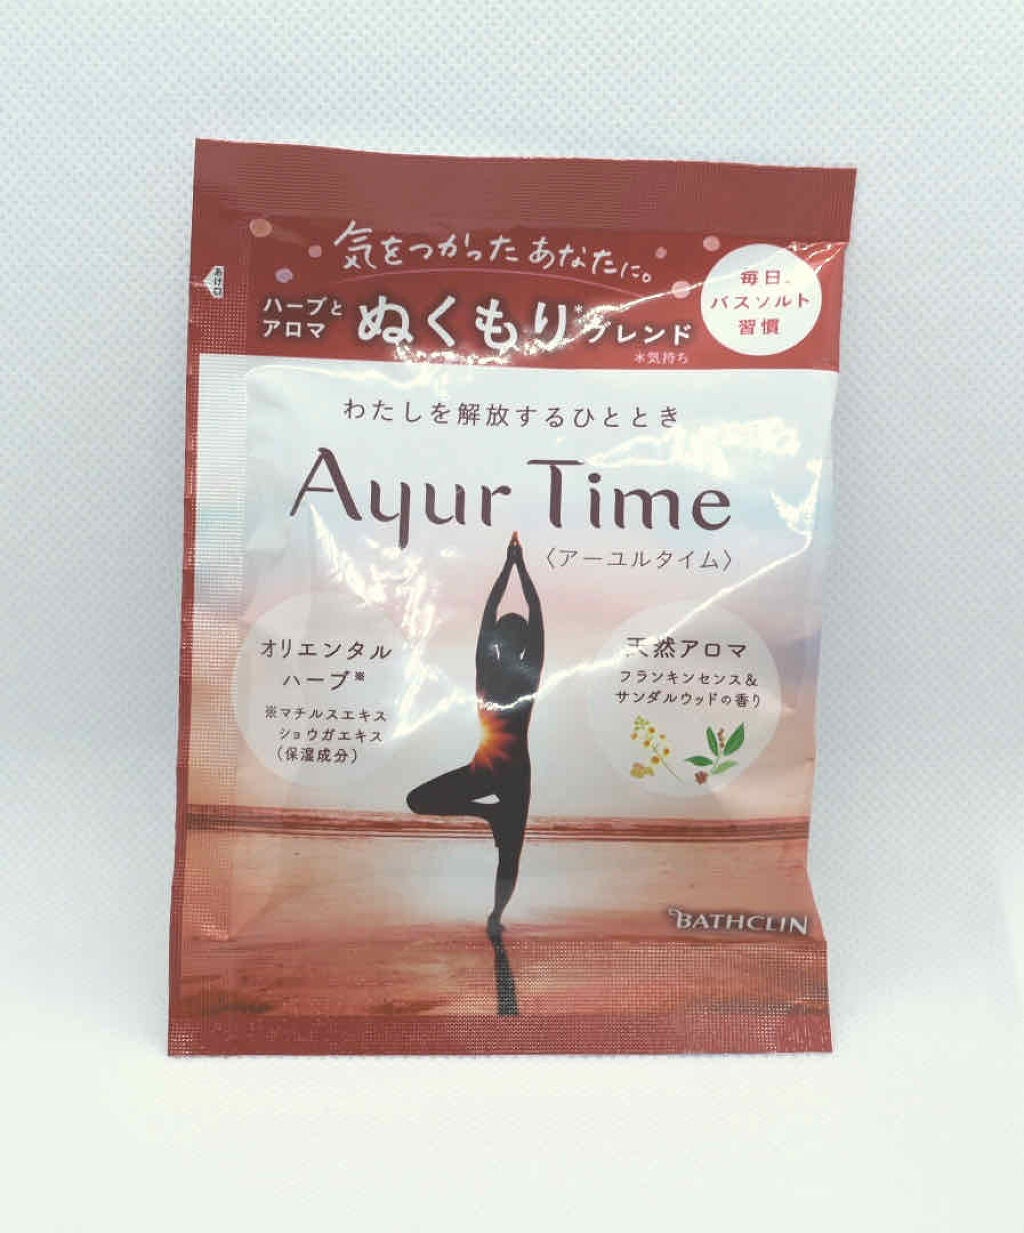 気をつかったあなたに。
ハーブと
アロマ
ぬくもり*ブレンド
*気持ち
毎日、
バスソルト
習慣
あけ口
わたしを解放するひととき
Ayur Time
〈アーユルタイム〉
オリエンタル
ハーブ※
※マチルスエキス
ショウガエキス
(保湿成分)
天然アロマ
フランキンセンス&
サンダルウッドの香り
BATHCLIN